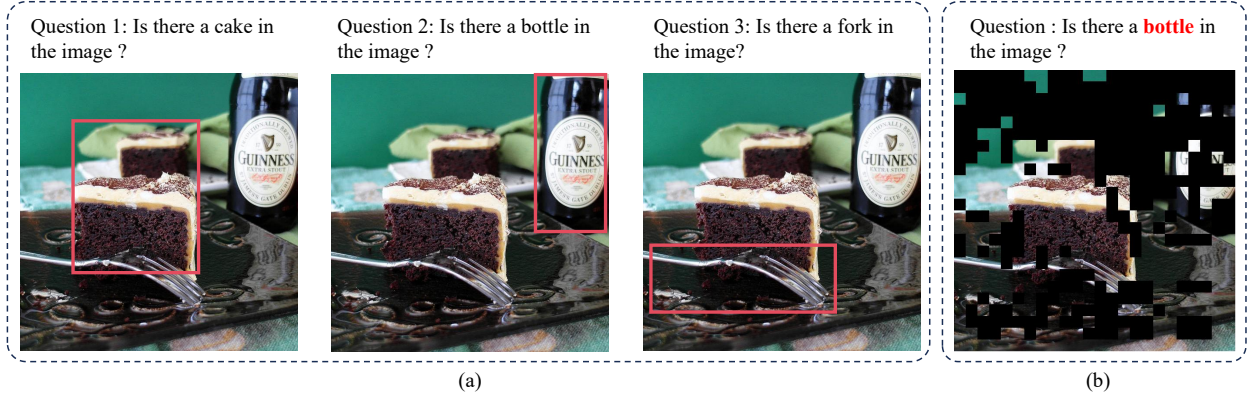 Question 1: Is there a cake in
the image ?
Question 2: Is there a bottle in
the image ?
Question 3: Is there a fork in
the image?
Question : Is there a bottle in
the image ?
GUINNESS
EXTRA STOUT
GUINNESS
EXTRA STOUT
GUINNESS
EXTRA STOUT
(a)
(b)